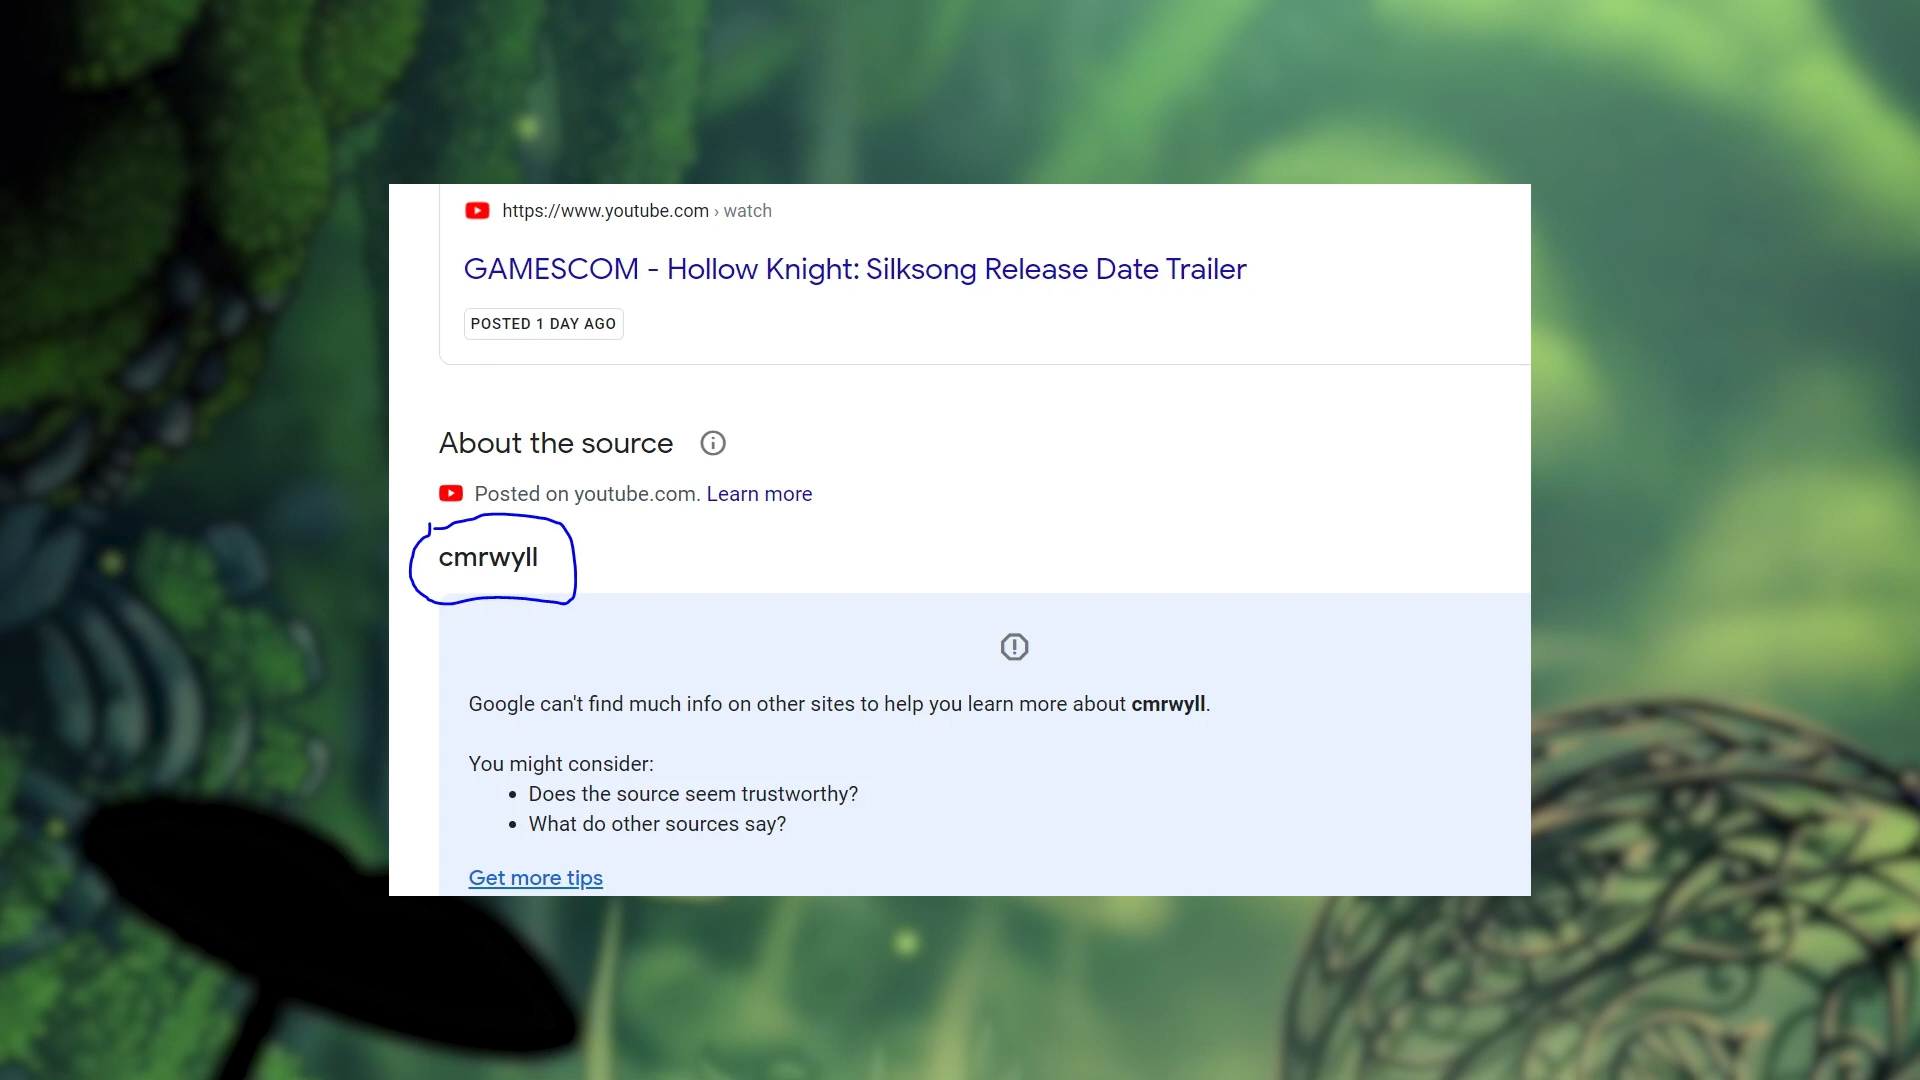 https://www.youtube.com › watch
GAMESCOM - Hollow Knight: Silksong Release Date Trailer
POSTED 1 DAY AGO
About the source
Posted on youtube.com. Learn more
cmrwyll
Google can't find much info on other sites to help you learn more about cmrwyll.
You might consider:
• Does the source seem trustworthy?
• What do other sources say?
Get more tips